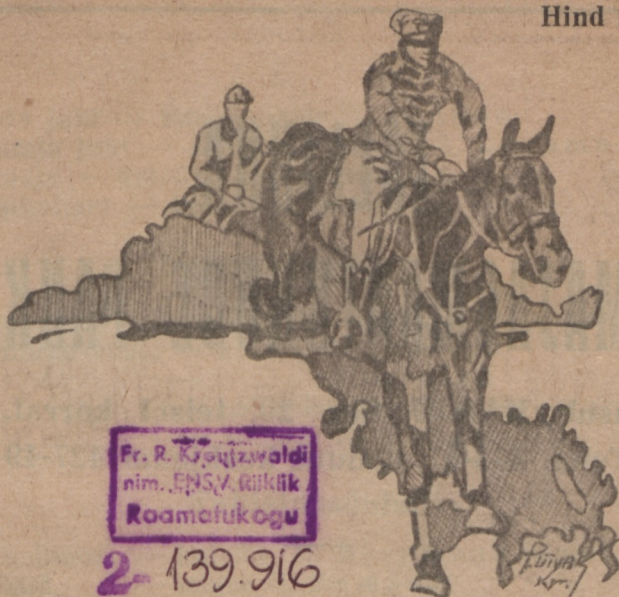 Hind
Fr. R. Kreutzwaldi
nim. ENSV Riiklik
Raamatukogu
2- 139.916